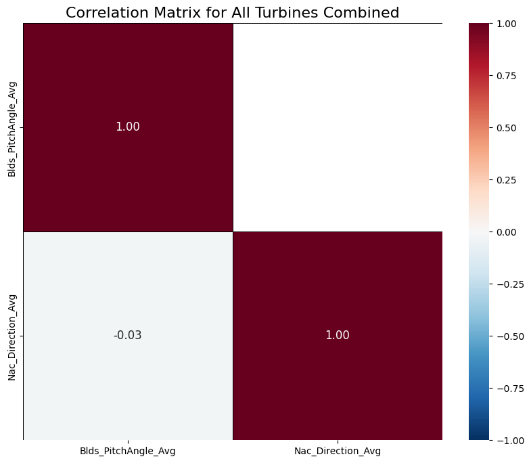 Correlation Matrix for All Turbines Combined
Blds_PitchAngle_Avg
Nac_Direction_Avg
1.00
-0.03
1.00
Blds_PitchAngle_Avg
Nac_Direction_Avg
1.00
0.75
0.50
0.25
0.00
−0.25
−0.50
−0.75
−1.00